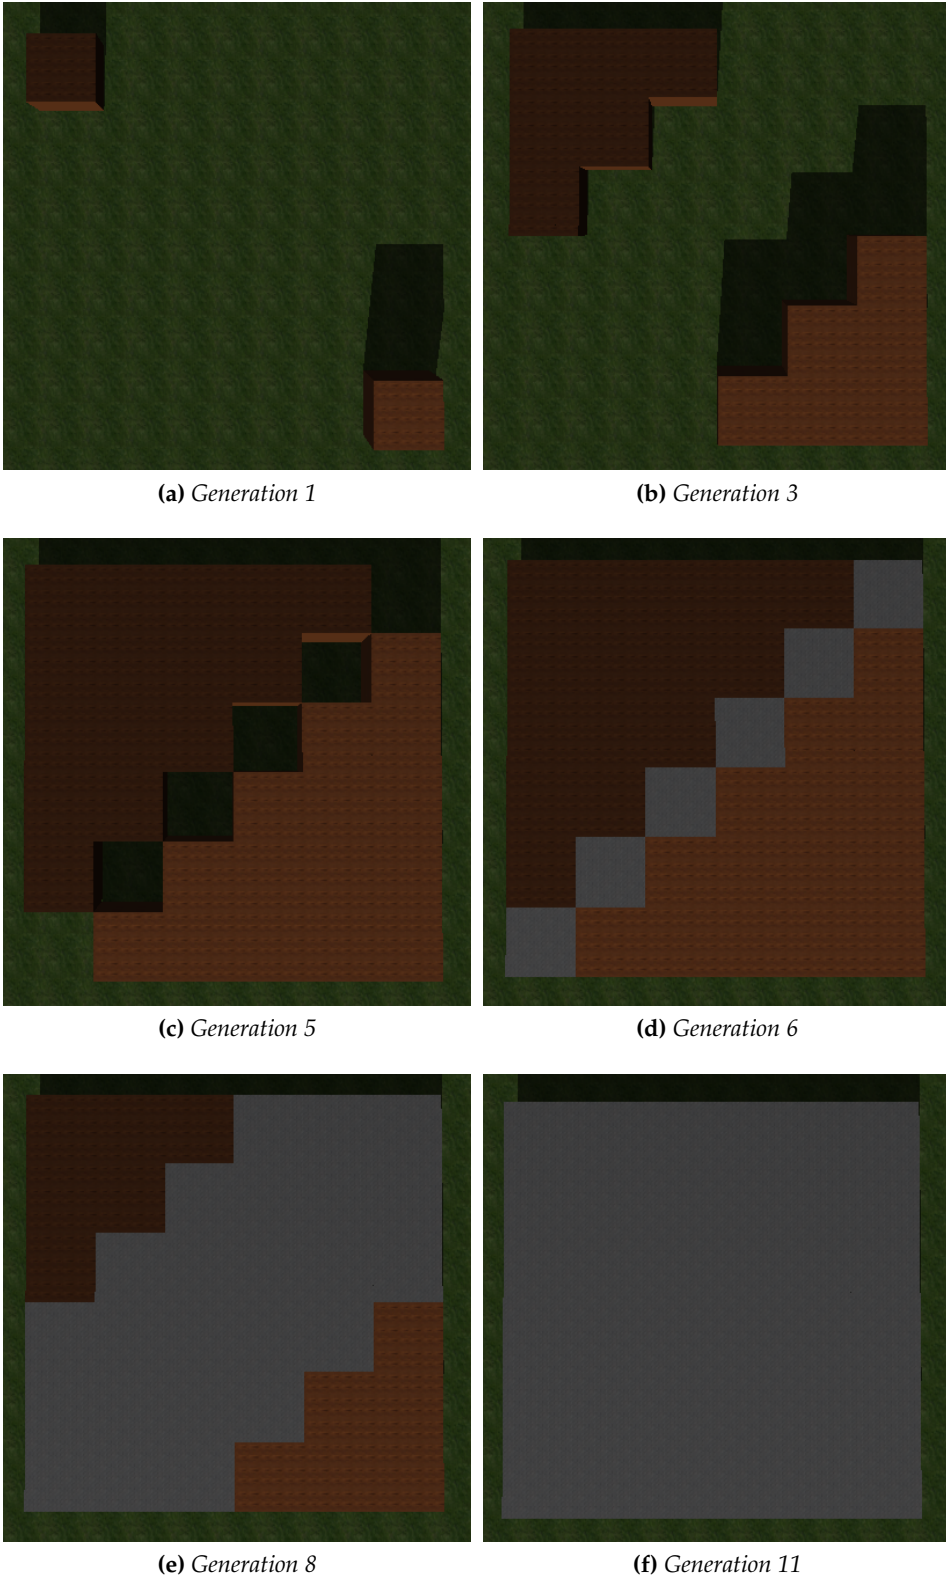 (a) Generation 1
(b) Generation 3
(c) Generation 5
(d) Generation 6
(e) Generation 8
(f) Generation 11